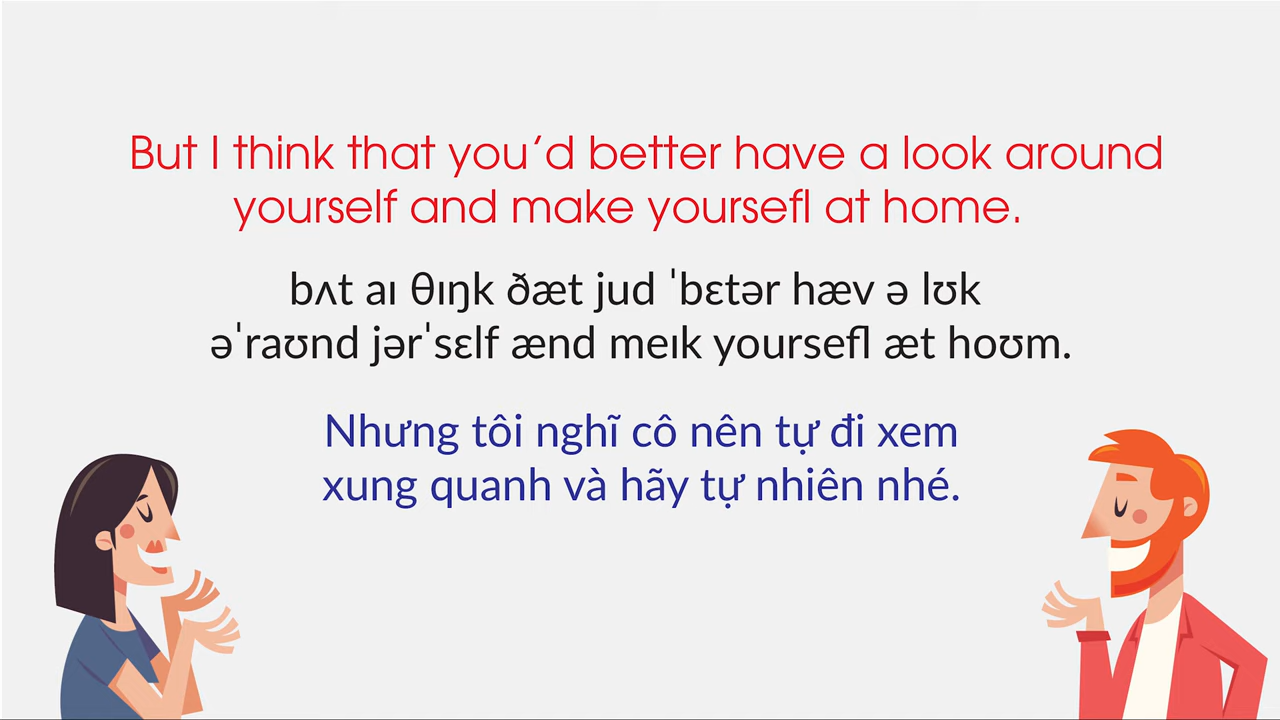 But I think that you’d better have a look around
yourself and make yoursefl at home.
bʌt aɪ θɪŋk ðæt jud ˈbɛtər hæv ə lʊk
əˈraʊnd jərˈsɛlf ænd meɪk yoursefl æt hoʊm.
Nhưng tôi nghĩ cô nên tự đi xem
xung quanh và hãy tự nhiên nhé.